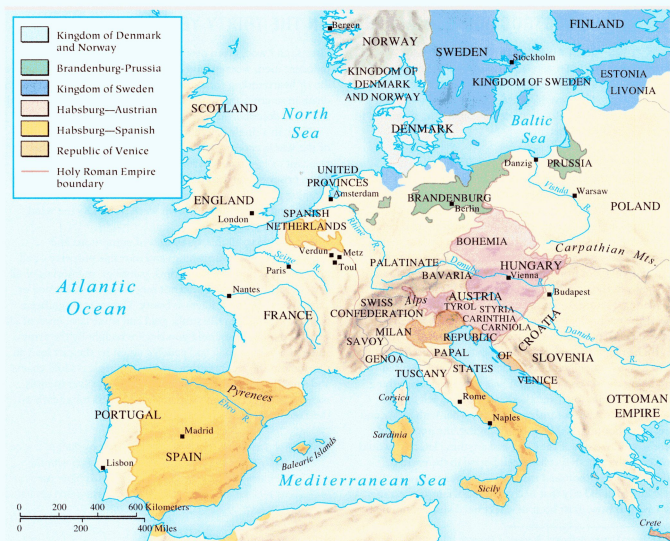 Kingdom of Denmark
and Norway
Brandenburg-Prussia
Kingdom of Sweden
Habsburg—Austrian
Habsburg—Spanish
Republic of Venice
Holy Roman Empire
boundary
Bergen
NORWAY
SWEDEN
FINLAND
Stockholm
KINGDOM OF
DENMARK
AND NORWAY
KINGDOM OF SWEDEN
ESTONIA
LIVONIA
SCOTLAND
North
Sea
DENMARK
Baltic
Sea
Danzig
PRUSSIA
UNITED
PROVINCES
Amsterdam
ENGLAND
London
BRANDENBURG
Berlin
Warsaw
POLAND
SPANISH
NETHERLANDS
Rhine R.
BOHEMIA
Carpathian Mts.
Verdun
Metz
Toul
Seine R.
Paris
PALATINATE
Danube
BAVARIA
HUNGARY
Vienna
Atlantic
Ocean
Nantes
FRANCE
SWISS
CONFEDERATION
Alps
AUSTRIA
TYROL
STYRIA
CARINTHIA
CARNIOLA
Budapest
CROATIA
Danube R.
MILAN
SAVOY
REPUBLIC
OF
VENICE
GENOA
PAPAL
STATES
SLOVENIA
TUSCANY
Pyrenees
Ebro R.
Corsica
Rome
OTTOMAN
EMPIRE
PORTUGAL
Madrid
Naples
Sardinia
SPAIN
Balearic Islands
Lisbon
Mediterranean Sea
Sicily
Crete
0 200 400 600 Kilometers
0 200 400 Miles